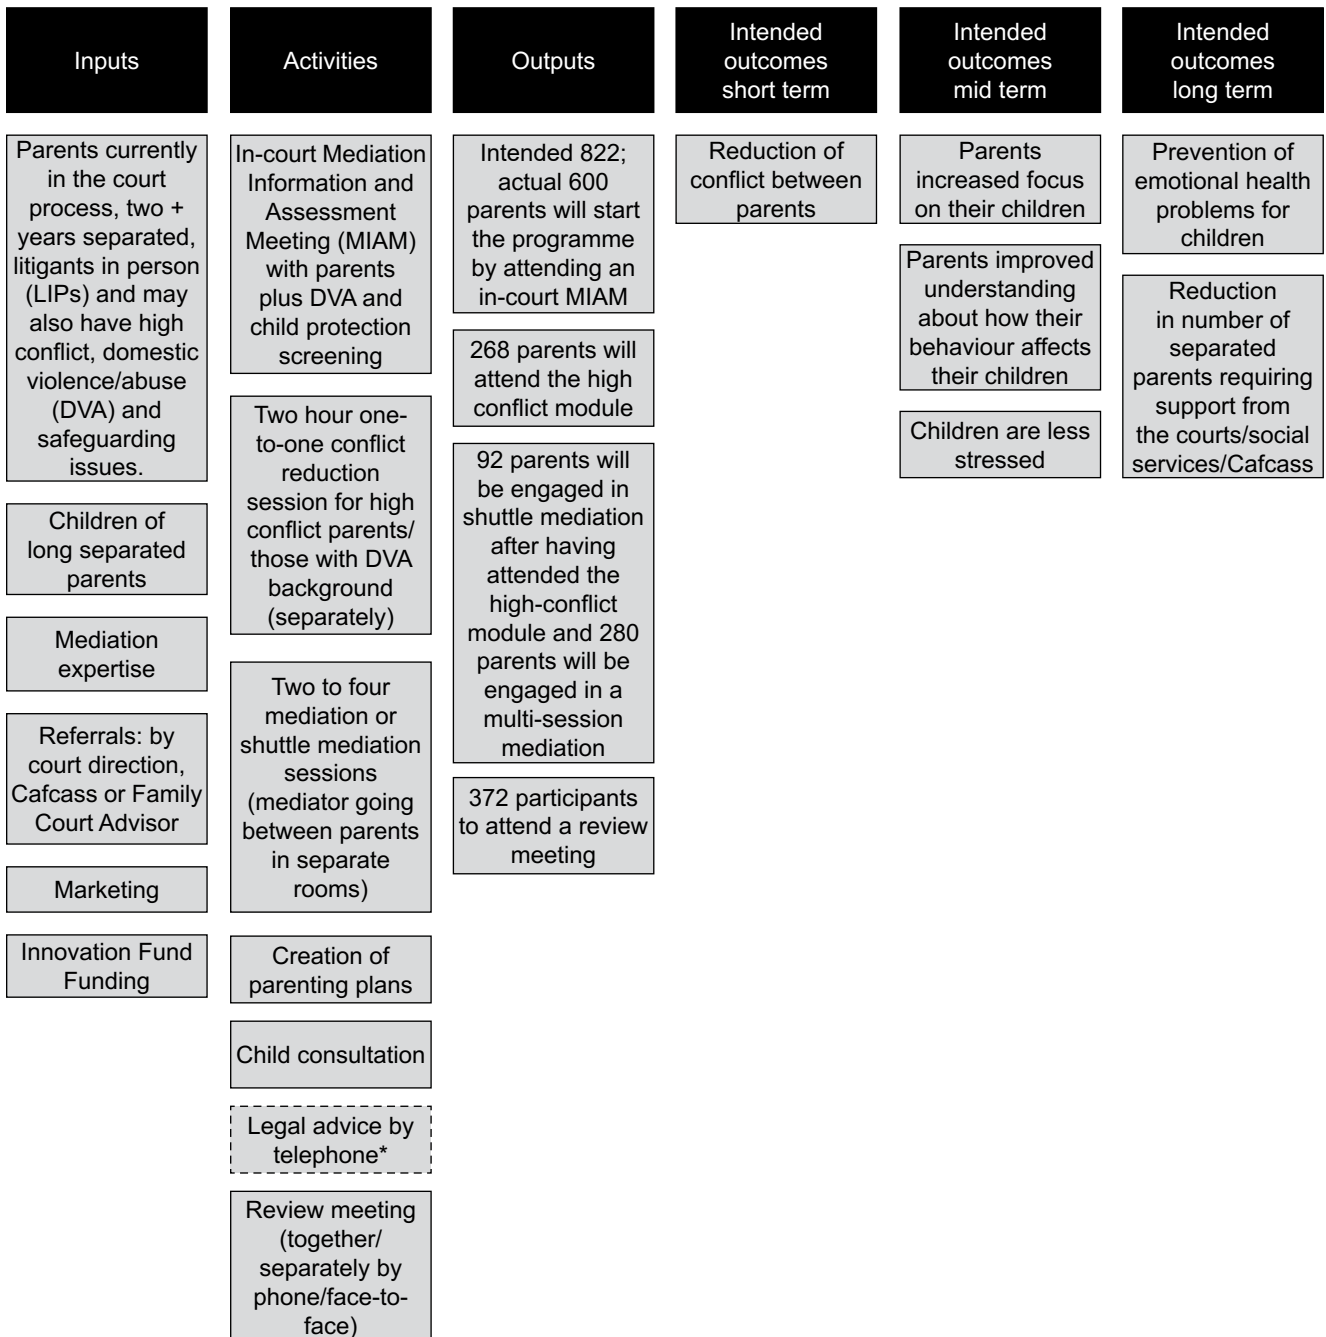 Inputs
Activities
Outputs
Intended
outcomes
short term
Intended
outcomes
mid term
Intended
outcomes
long term
Parents currently
in the court
process, two +
years separated,
litigants in person
(LIPs) and may
also have high
conflict, domestic
violence/abuse
(DVA) and
safeguarding
issues.
Children of
long separated
parents
Mediation
expertise
Referrals: by
court direction,
Cafcass or Family
Court Advisor
Marketing
Innovation Fund
Funding
In-court Mediation
Information and
Assessment
Meeting (MIAM)
with parents
plus DVA and
child protection
screening
Two hour one-
to-one conflict
reduction
session for high
conflict parents/
those with DVA
background
(separately)
Two to four
mediation or
shuttle mediation
sessions
(mediator going
between parents
in separate
rooms)
Creation of
parenting plans
Child consultation
Legal advice by
telephone*
Review meeting
(together/
separately by
phone/face-to-
face)
Intended 822;
actual 600
parents will start
the programme
by attending an
in-court MIAM
268 parents will
attend the high
conflict module
92 parents will
be engaged in
shuttle mediation
after having
attended the
high-conflict
module and 280
parents will be
engaged in a
multi-session
mediation
372 participants
to attend a review
meeting
Reduction of
conflict between
parents
Parents
increased focus
on their children
Parents improved
understanding
about how their
behaviour affects
their children
Children are less
stressed
Prevention of
emotional health
problems for
children
Reduction
in number of
separated
parents requiring
support from
the courts/social
services/Cafcass